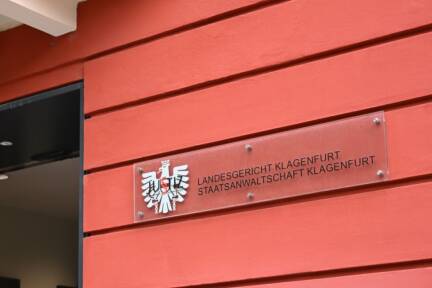 LANDESGERICHT KLAGENFURT
STAATSANWALTSCHAFT KLAGENFURT